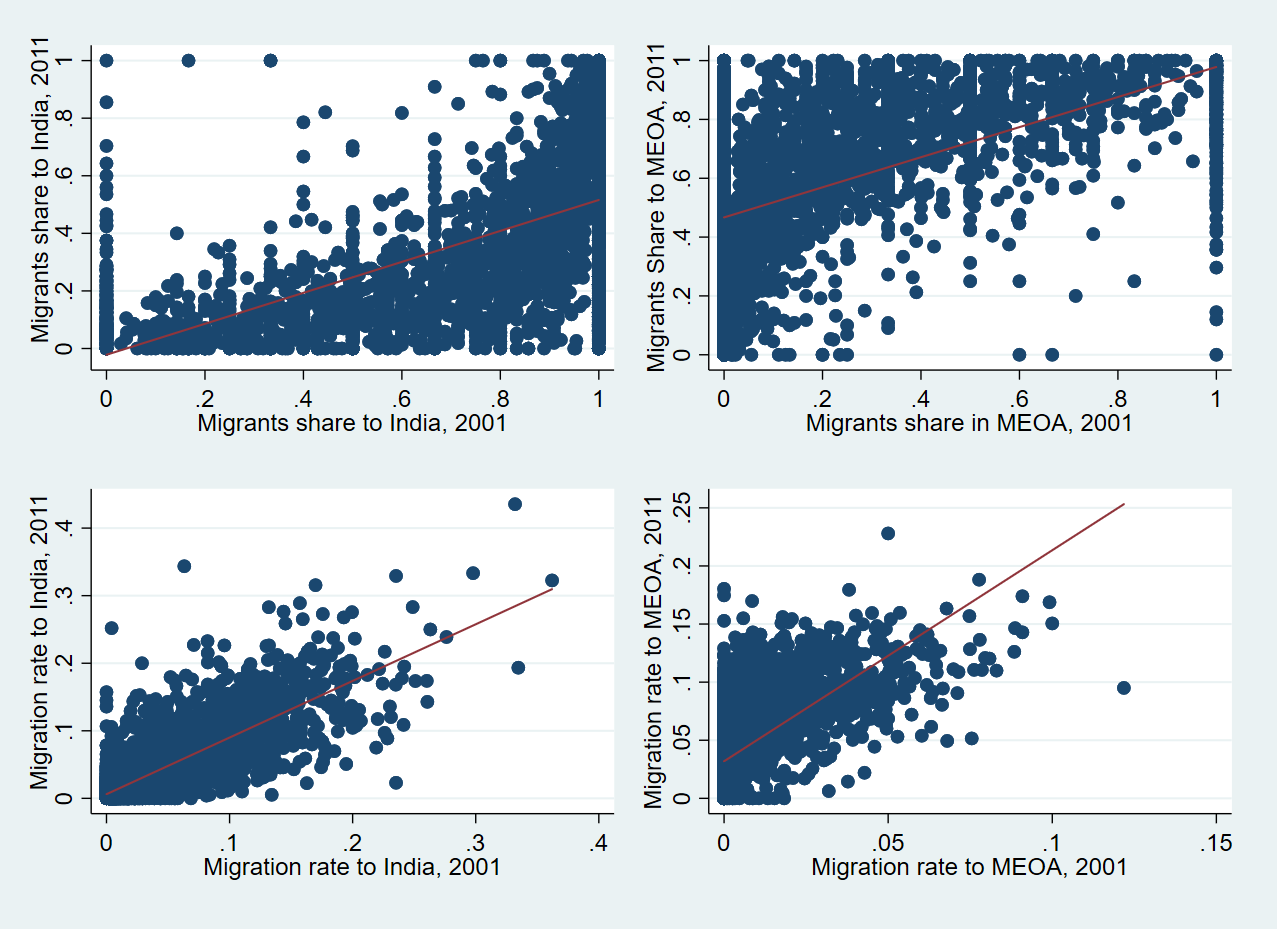 Migrants share to India, 2011
1
.8
.6
.4
.2
0
0 .2 .4 .6 .8 1
Migrants share to India, 2001
Migrants Share to MEOA, 2011
1
.8
.6
.4
.2
0
0 .2 .4 .6 .8 1
Migrants share in MEOA, 2001
Migration rate to India, 2011
.4
.3
.2
.1
0
0 .1 .2 .3 .4
Migration rate to India, 2001
Migration rate to MEOA, 2011
.25
.2
.15
.1
.05
0
0 .05 .1 .15
Migration rate to MEOA, 2001